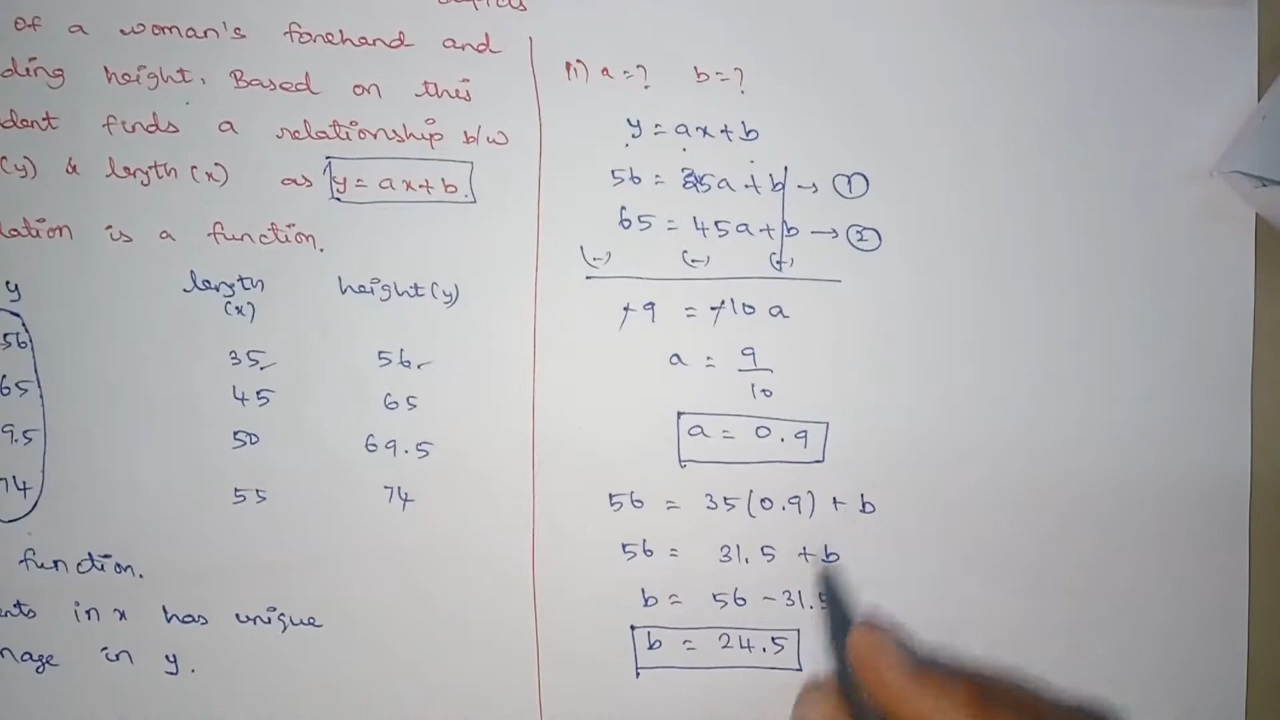 of a woman's forehand and
ding height. Based on this
dent finds a relationship b/w
(y) & length (x) as y = ax + b.
lation is a function.
y
56
65
9.5
74
length (x) height (y)
35 56
45 65
50 69.5
55 74
function.
nts in x has unique
mage in y.
ii) a = ? b = ?
y = ax + b
56 = 35a + b → ①
65 = 45a + b → ②
(-) (-) (-)
-9 = -10 a
a = 9/10
a = 0.9
56 = 35(0.9) + b
56 = 31.5 + b
b = 56 - 31.5
b = 24.5